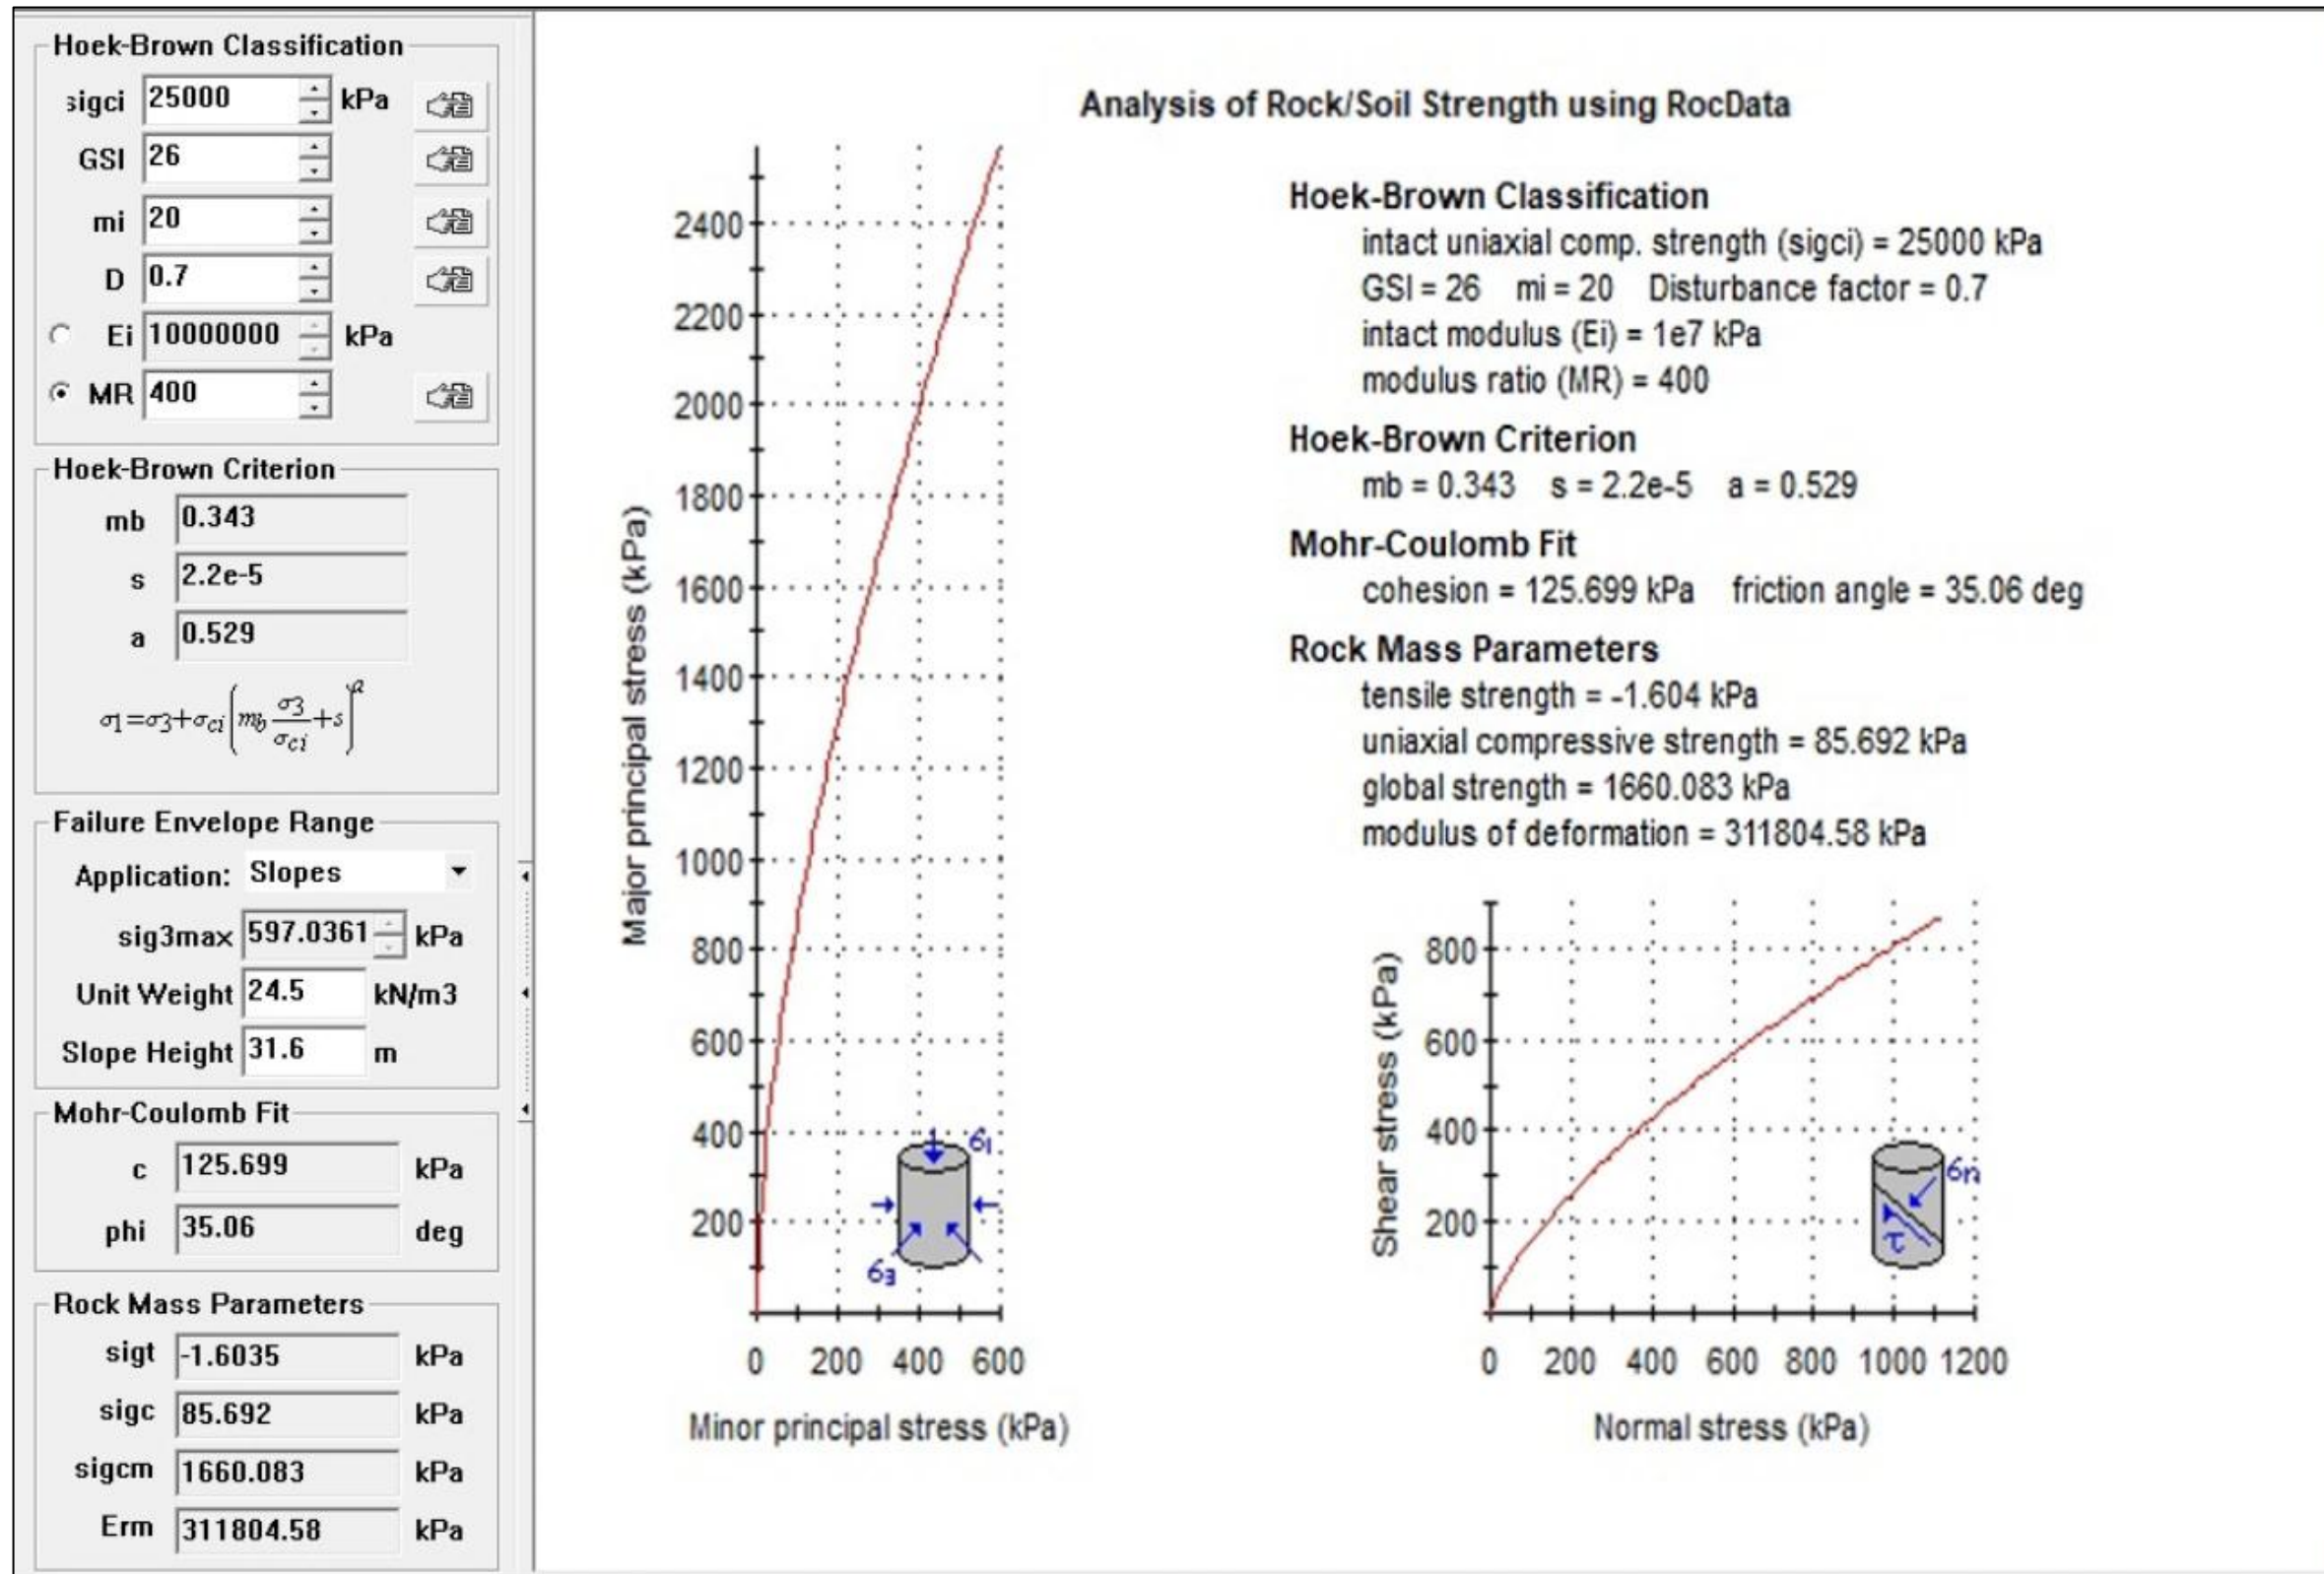 Hoek-Brown Classification
sigci 25000 kPa
GSI 26
mi 20
D 0.7
Ei 10000000 kPa
MR 400
Hoek-Brown Criterion
mb 0.343
s 2.2e-5
a 0.529
σ1=σ3+σci(mb σ3/σci+s)^a
Failure Envelope Range
Application: Slopes
sig3max 597.0361 kPa
Unit Weight 24.5 kN/m3
Slope Height 31.6 m
Mohr-Coulomb Fit
c 125.699 kPa
phi 35.06 deg
Rock Mass Parameters
sigt -1.6035 kPa
sigc 85.692 kPa
sigcm 1660.083 kPa
Erm 311804.58 kPa
Analysis of Rock/Soil Strength using RocData
Major principal stress (kPa)
2400
2200
2000
1800
1600
1400
1200
1000
800
600
400
200
0 200 400 600
Minor principal stress (kPa)
σ1
σ3
Hoek-Brown Classification
intact uniaxial comp. strength (sigci) = 25000 kPa
GSI = 26 mi = 20 Disturbance factor = 0.7
intact modulus (Ei) = 1e7 kPa
modulus ratio (MR) = 400
Hoek-Brown Criterion
mb = 0.343 s = 2.2e-5 a = 0.529
Mohr-Coulomb Fit
cohesion = 125.699 kPa friction angle = 35.06 deg
Rock Mass Parameters
tensile strength = -1.604 kPa
uniaxial compressive strength = 85.692 kPa
global strength = 1660.083 kPa
modulus of deformation = 311804.58 kPa
Shear stress (kPa)
800
600
400
200
0 200 400 600 800 1000 1200
Normal stress (kPa)
σn
τ